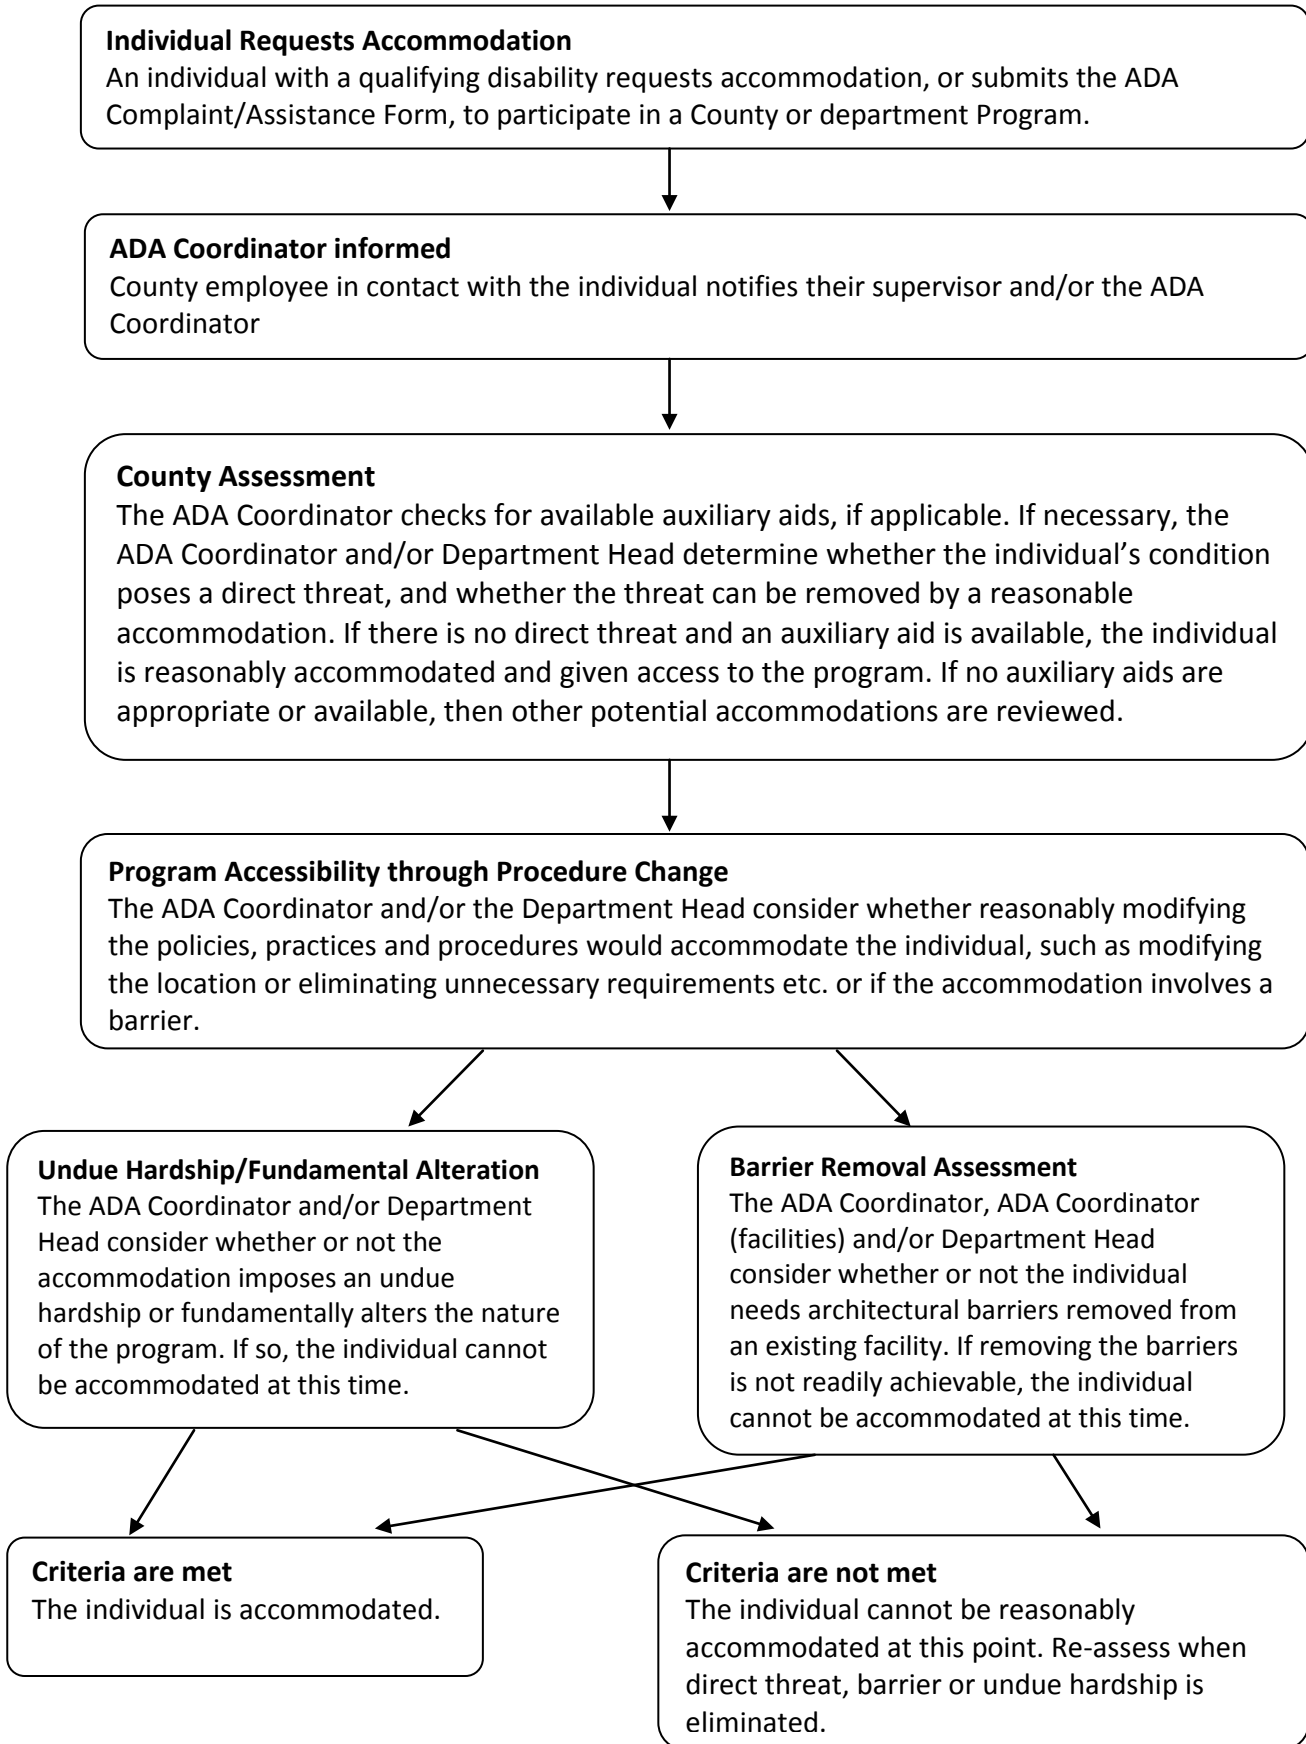 Individual Requests Accommodation
An individual with a qualifying disability requests accommodation, or submits the ADA
Complaint/Assistance Form, to participate in a County or department Program.
ADA Coordinator informed
County employee in contact with the individual notifies their supervisor and/or the ADA
Coordinator
County Assessment
The ADA Coordinator checks for available auxiliary aids, if applicable. If necessary, the
ADA Coordinator and/or Department Head determine whether the individual’s condition
poses a direct threat, and whether the threat can be removed by a reasonable
accommodation. If there is no direct threat and an auxiliary aid is available, the individual
is reasonably accommodated and given access to the program. If no auxiliary aids are
appropriate or available, then other potential accommodations are reviewed.
Program Accessibility through Procedure Change
The ADA Coordinator and/or the Department Head consider whether reasonably modifying
the policies, practices and procedures would accommodate the individual, such as modifying
the location or eliminating unnecessary requirements etc. or if the accommodation involves a
barrier.
Undue Hardship/Fundamental Alteration
The ADA Coordinator and/or Department
Head consider whether or not the
accommodation imposes an undue
hardship or fundamentally alters the nature
of the program. If so, the individual cannot
be accommodated at this time.
Barrier Removal Assessment
The ADA Coordinator, ADA Coordinator
(facilities) and/or Department Head
consider whether or not the individual
needs architectural barriers removed from
an existing facility. If removing the barriers
is not readily achievable, the individual
cannot be accommodated at this time.
Criteria are met
The individual is accommodated.
Criteria are not met
The individual cannot be reasonably
accommodated at this point. Re-assess when
direct threat, barrier or undue hardship is
eliminated.